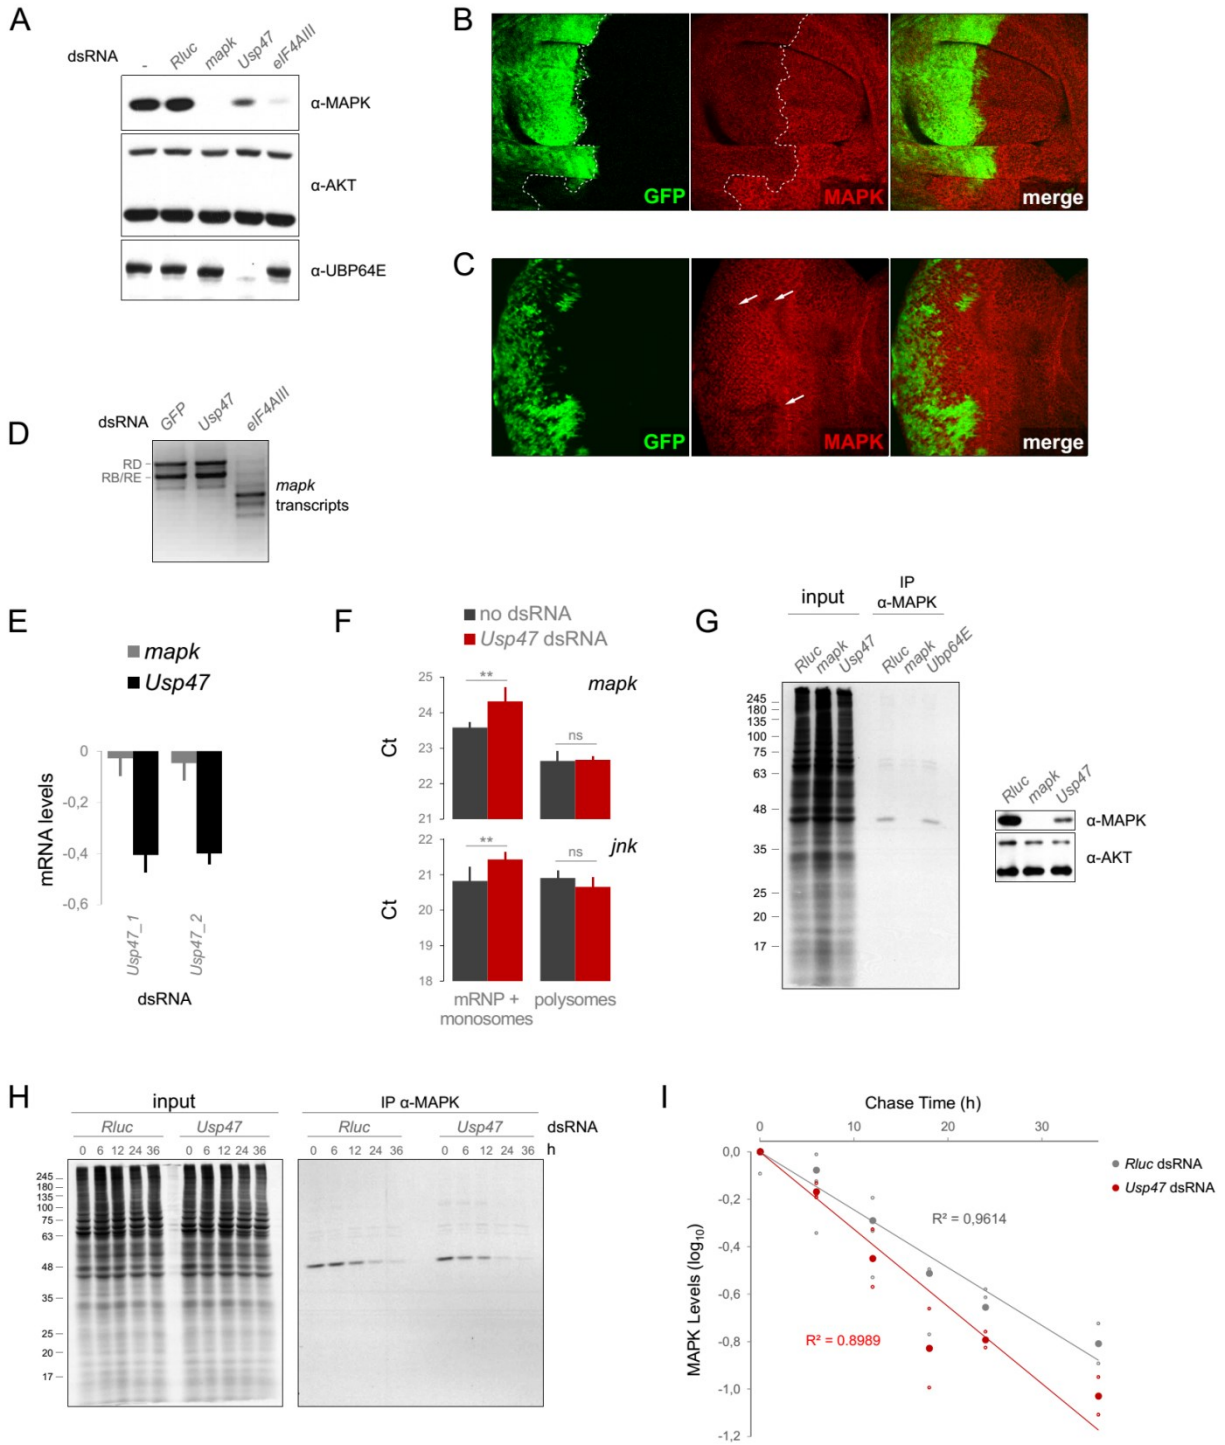 A
dsRNA
-
Rluc
mapk
Usp47
eIF4AIII
α-MAPK
α-AKT
α-UBP64E
B
GFP
MAPK
merge
C
GFP
MAPK
merge
D
dsRNA
GFP
Usp47
eIF4AIII
RD
RB/RE
mapk
transcripts
E
mapk
Usp47
0
-0,2
-0,4
-0,6
mRNA levels
Usp47_1
Usp47_2
dsRNA
F
no dsRNA
Usp47 dsRNA
25
24
23
22
21
Ct
**
ns
mapk
22
21
20
19
18
Ct
**
ns
jnk
mRNP +
monosomes
polysomes
G
input
IP
α-MAPK
Rluc
mapk
Usp47
Rluc
mapk
Ubp64E
245
180
135
100
75
63
48
35
25
20
17
Rluc
mapk
Usp47
α-MAPK
α-AKT
H
input
IP α-MAPK
Rluc
Usp47
Rluc
Usp47
dsRNA
0 6 12 24 36
0 6 12 24 36
0 6 12 24 36
0 6 12 24 36
h
245
180
135
100
75
63
48
35
25
20
17
I
Chase Time (h)
0
10
20
30
0,0
-0,2
-0,4
-0,6
-0,8
-1,0
-1,2
MAPK Levels (log10)
Rluc dsRNA
Usp47 dsRNA
R² = 0,9614
R² = 0.8989